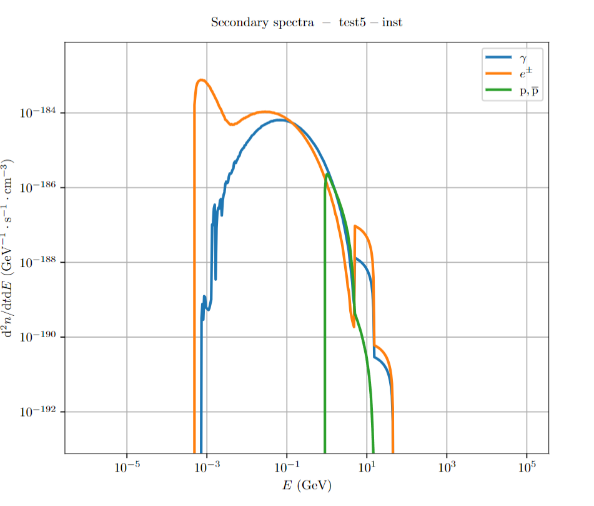 Secondary spectra − test5 − inst
γ
e±
p, p̅
d²n/dtdE (GeV⁻¹ · s⁻¹ · cm⁻³)
10⁻¹⁸⁴
10⁻¹⁸⁶
10⁻¹⁸⁸
10⁻¹⁹⁰
10⁻¹⁹²
10⁻⁵ 10⁻³ 10⁻¹ 10¹ 10³ 10⁵
E (GeV)